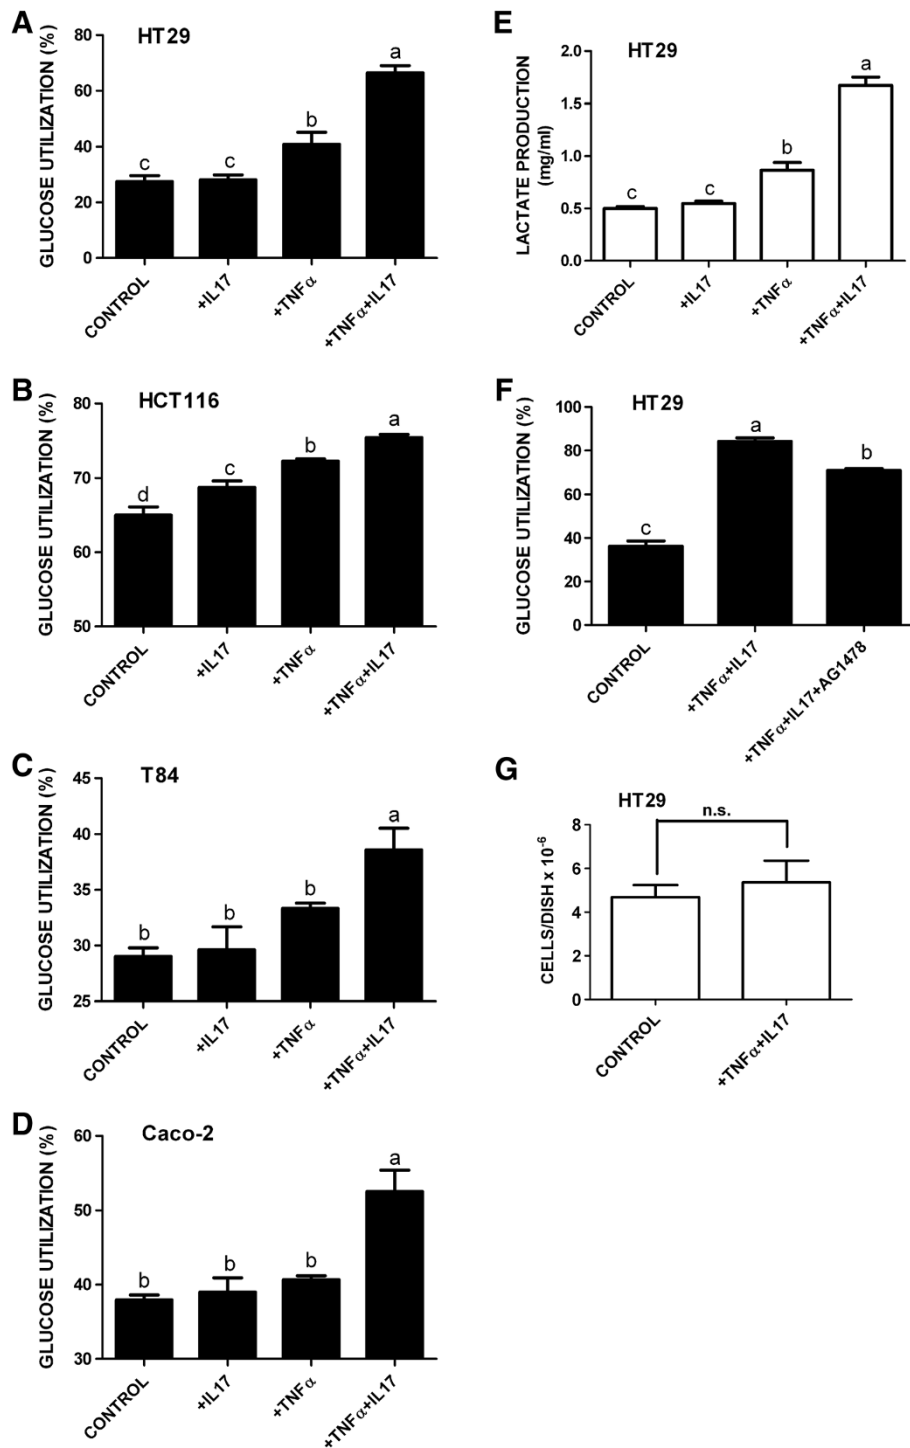 A
HT29
GLUCOSE UTILIZATION (%)
80
60
40
20
0
c
c
b
a
CONTROL
+IL17
+TNFα
+TNFα+IL17
B
HCT116
GLUCOSE UTILIZATION (%)
80
70
60
50
d
c
b
a
CONTROL
+IL17
+TNFα
+TNFα+IL17
C
T84
GLUCOSE UTILIZATION (%)
45
40
35
30
25
b
b
b
a
CONTROL
+IL17
+TNFα
+TNFα+IL17
D
Caco-2
GLUCOSE UTILIZATION (%)
60
50
40
30
b
b
b
a
CONTROL
+IL17
+TNFα
+TNFα+IL17
E
HT29
LACTATE PRODUCTION
(mg/ml)
2.0
1.5
1.0
0.5
0.0
c
c
b
a
CONTROL
+IL17
+TNFα
+TNFα+IL17
F
HT29
GLUCOSE UTILIZATION (%)
100
80
60
40
20
0
c
a
b
CONTROL
+TNFα+IL17
+TNFα+IL17+AG1478
G
HT29
n.s.
CELLS/DISH x 10⁻⁶
8
6
4
2
0
CONTROL
+TNFα+IL17